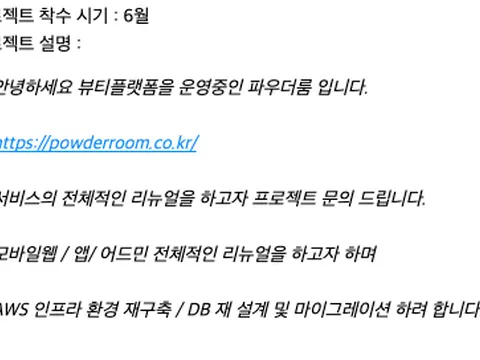 로젝트 착수 시기 : 6월
로젝트 설명 :
안녕하세요 뷰티플랫폼을 운영중인 파우더룸 입니다.
https://powderroom.co.kr/
서비스의 전체적인 리뉴얼을 하고자 프로젝트 문의 드립니다.
모바일웹 / 앱/ 어드민 전체적인 리뉴얼을 하고자 하며
AWS 인프라 환경 재구축 / DB 재 설계 및 마이그레이션 하려 합니다